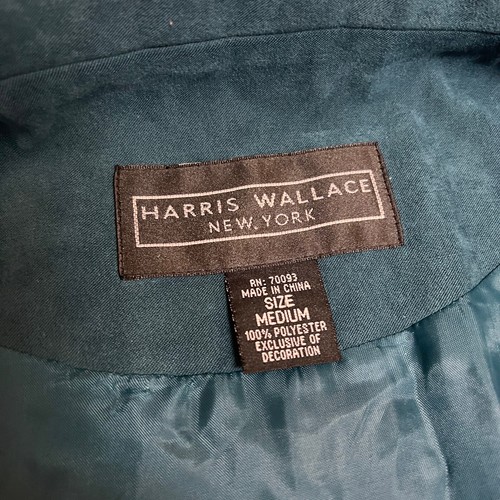 HARRIS WALLACE
NEW YORK
RN: 70093
MADE IN CHINA
SIZE
MEDIUM
100% POLYESTER
EXCLUSIVE OF
DECORATION